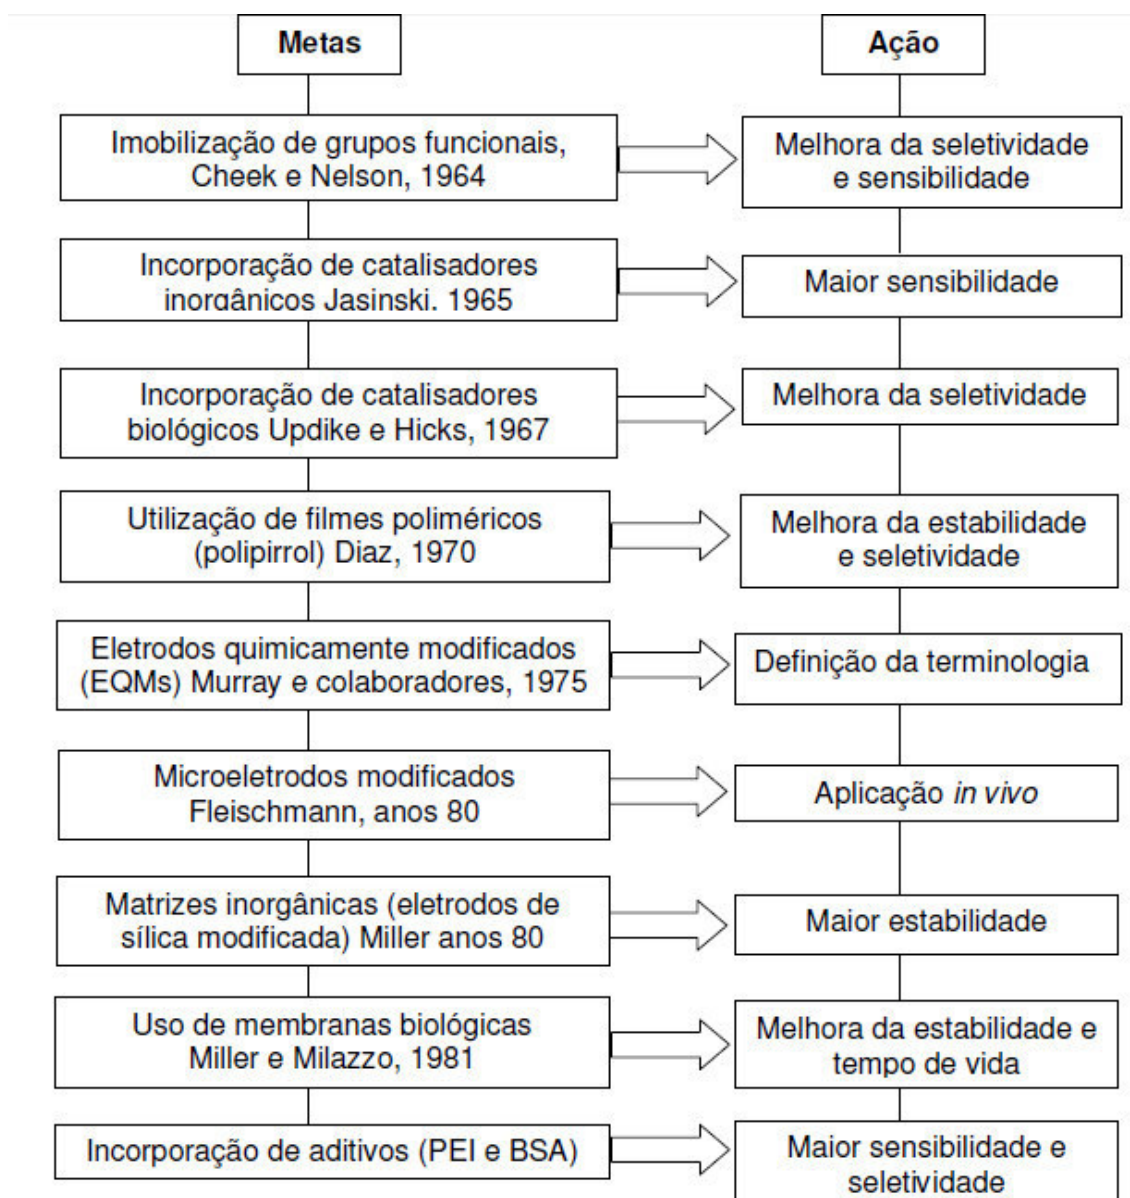 Metas
Ação
Imobilização de grupos funcionais,
Cheek e Nelson, 1964
Melhora da seletividade
e sensibilidade
Incorporação de catalisadores
inorgânicos Jasinski. 1965
Maior sensibilidade
Incorporação de catalisadores
biológicos Updike e Hicks, 1967
Melhora da seletividade
Utilização de filmes poliméricos
(polipirrol) Diaz, 1970
Melhora da estabilidade
e seletividade
Eletrodos quimicamente modificados
(EQMs) Murray e colaboradores, 1975
Definição da terminologia
Microeletrodos modificados
Fleischmann, anos 80
Aplicação in vivo
Matrizes inorgânicas (eletrodos de
sílica modificada) Miller anos 80
Maior estabilidade
Uso de membranas biológicas
Miller e Milazzo, 1981
Melhora da estabilidade e
tempo de vida
Incorporação de aditivos (PEI e BSA)
Maior sensibilidade e
seletividade